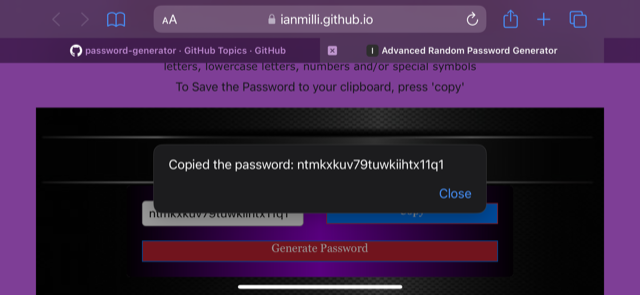 AA
ianmilli.github.io
password-generator · GitHub Topics · GitHub
I
Advanced Random Password Generator
letters, lowercase letters, numbers and/or special symbols
To Save the Password to your clipboard, press 'copy'
Copied the password: ntmkxkuv79tuwkiihtx11q1
Close
ntmkxkuv79tuwkiihtx11q1
Copy
Generate Password